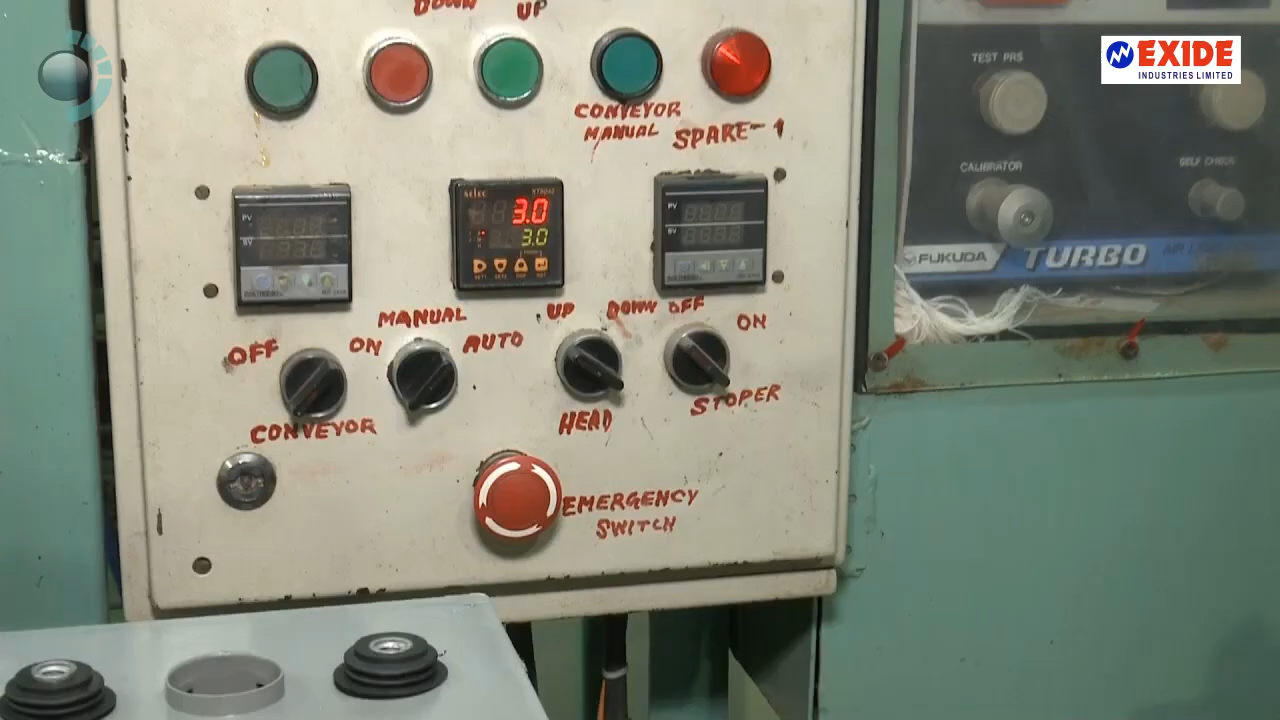 DOWN UP
EXIDE
INDUSTRIES LIMITED
TEST PRS
CONVEYOR
MANUAL
SPARE-1
CALIBRATOR
SELF CHECK
PV
SV
selec
3.0
3.0
PV
SV
FUKUDA
TURBO
AIR
OFF
ON
MANUAL
AUTO
UP
DOWN
OFF
ON
CONVEYOR
HEAD
STOPER
EMERGENCY
SWITCH